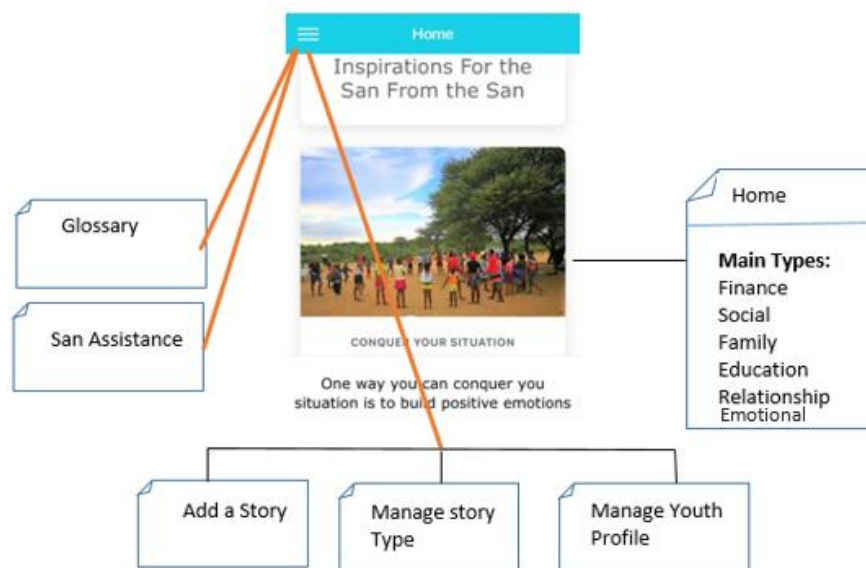 Home
Inspirations For the
San From the San
CONQUER YOUR SITUATION
One way you can conquer you
situation is to build positive emotions
Glossary
San Assistance
Home
Main Types:
Finance
Social
Family
Education
Relationship
Emotional
Add a Story
Manage story
Type
Manage Youth
Profile